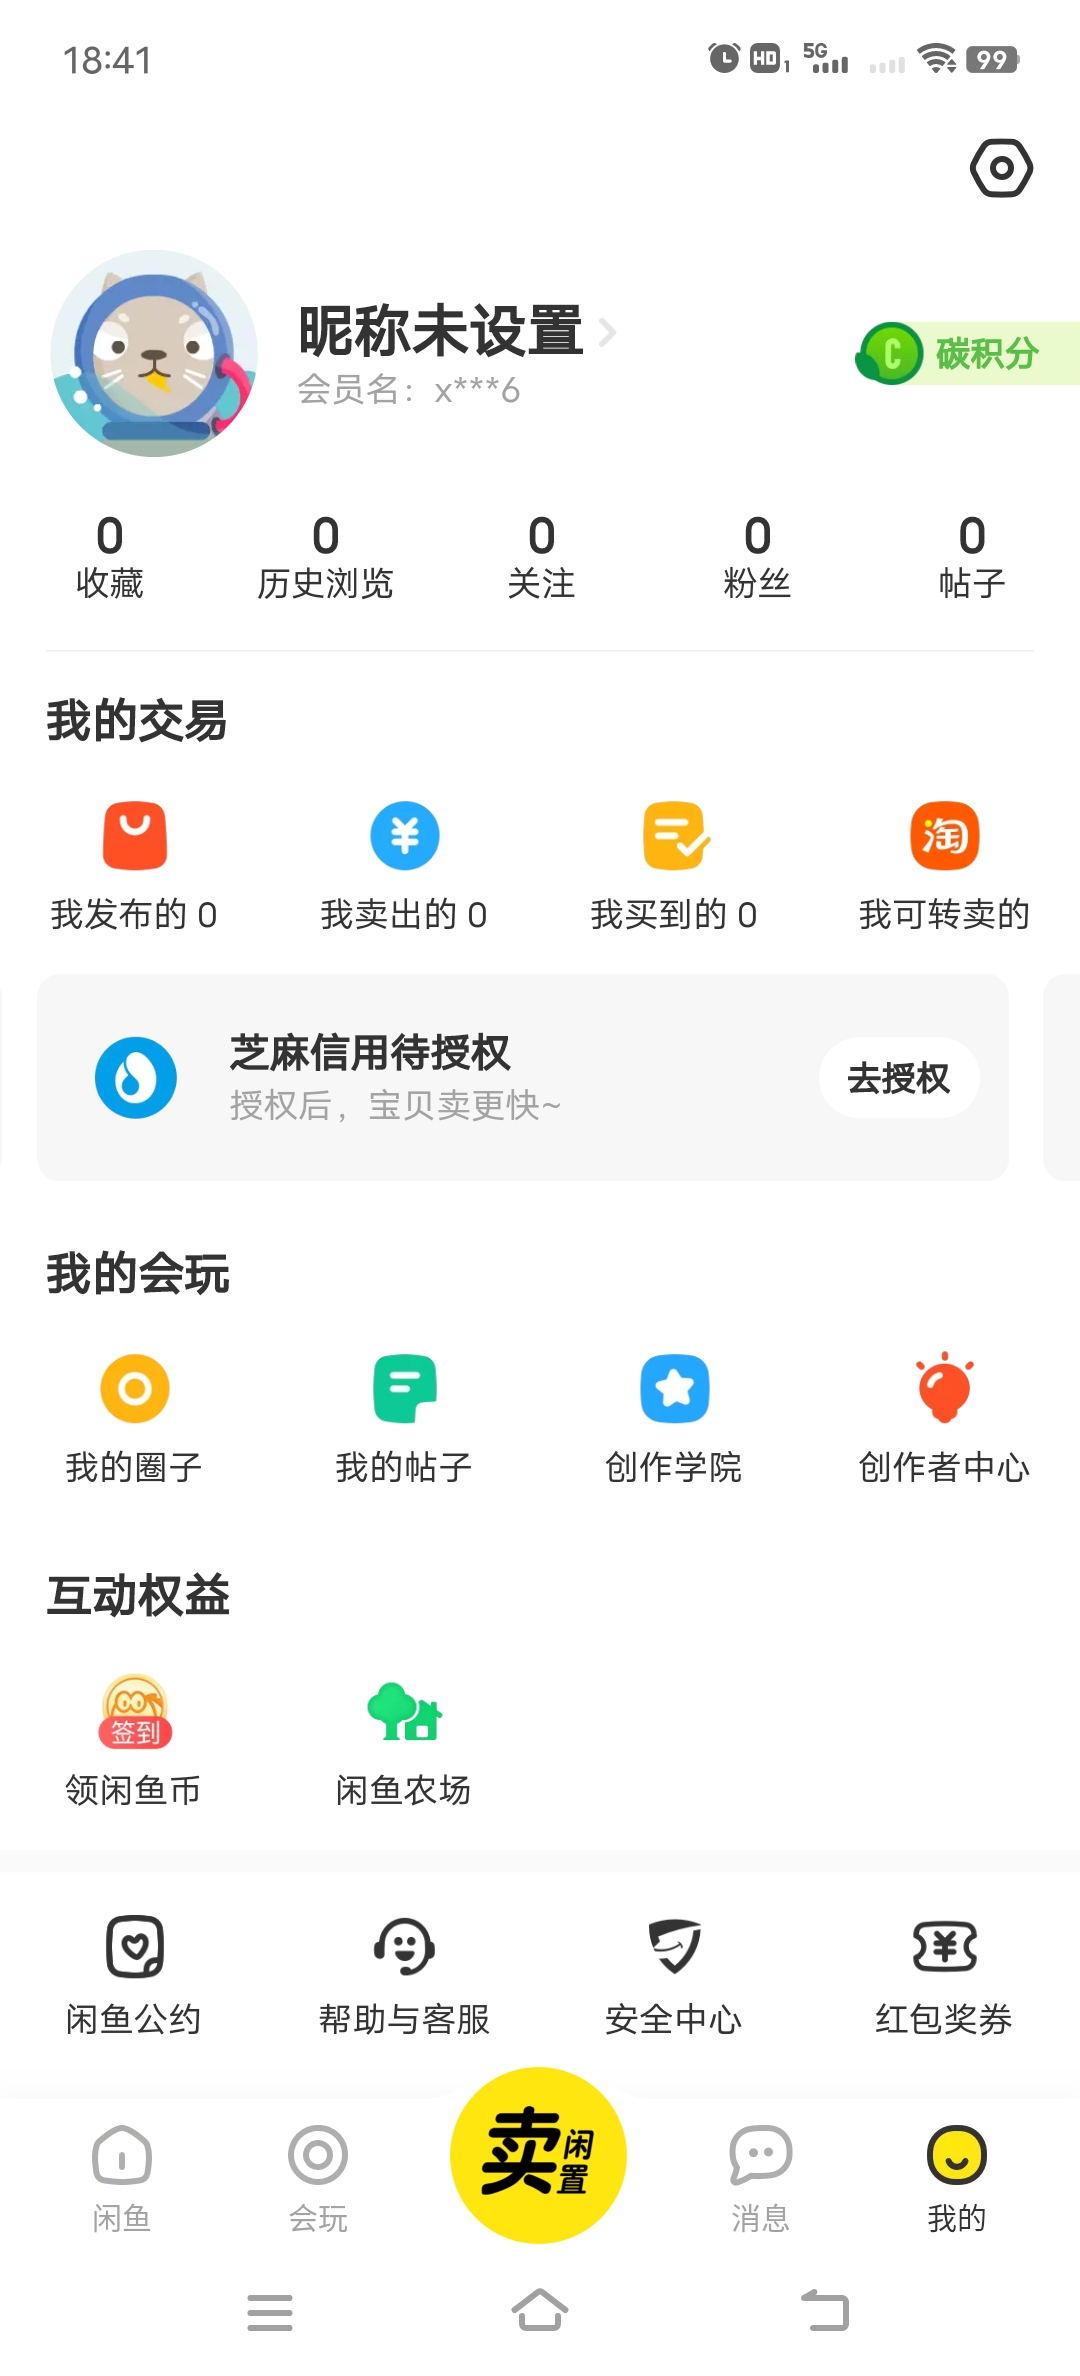 18:41
HD 1 5G 99
昵称未设置
会员名：x***6
C 碳积分
0 0 0 0 0
收藏 历史浏览 关注 粉丝 帖子
我的交易
淘
我发布的 0 我卖出的 0 我买到的 0 我可转卖的
芝麻信用待授权
授权后，宝贝卖更快~
去授权
我的会玩
我的圈子 我的帖子 创作学院 创作者中心
互动权益
签到
领闲鱼币 闲鱼农场
闲鱼公约 帮助与客服 安全中心 红包奖券
卖闲置
闲鱼 会玩 消息 我的